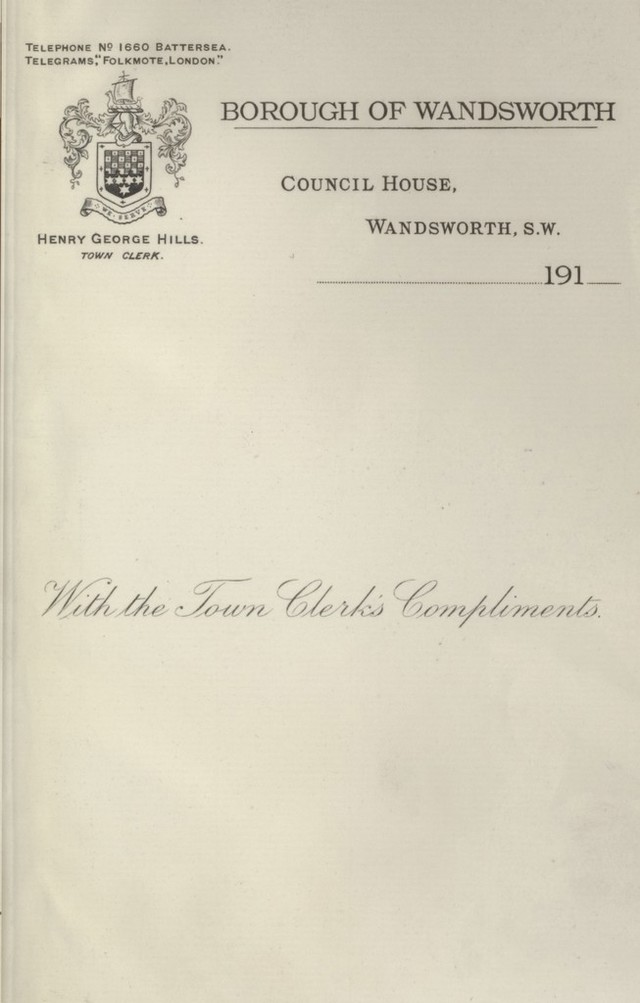 TELEPHONE Nº 1660 BATTERSEA.
TELEGRAMS, "FOLKMOTE, LONDON."
BOROUGH OF WANDSWORTH
COUNCIL HOUSE,
WANDSWORTH, S.W.
WE SERVE
HENRY GEORGE HILLS.
TOWN CLERK.
191
With the Town Clerk's Compliments.